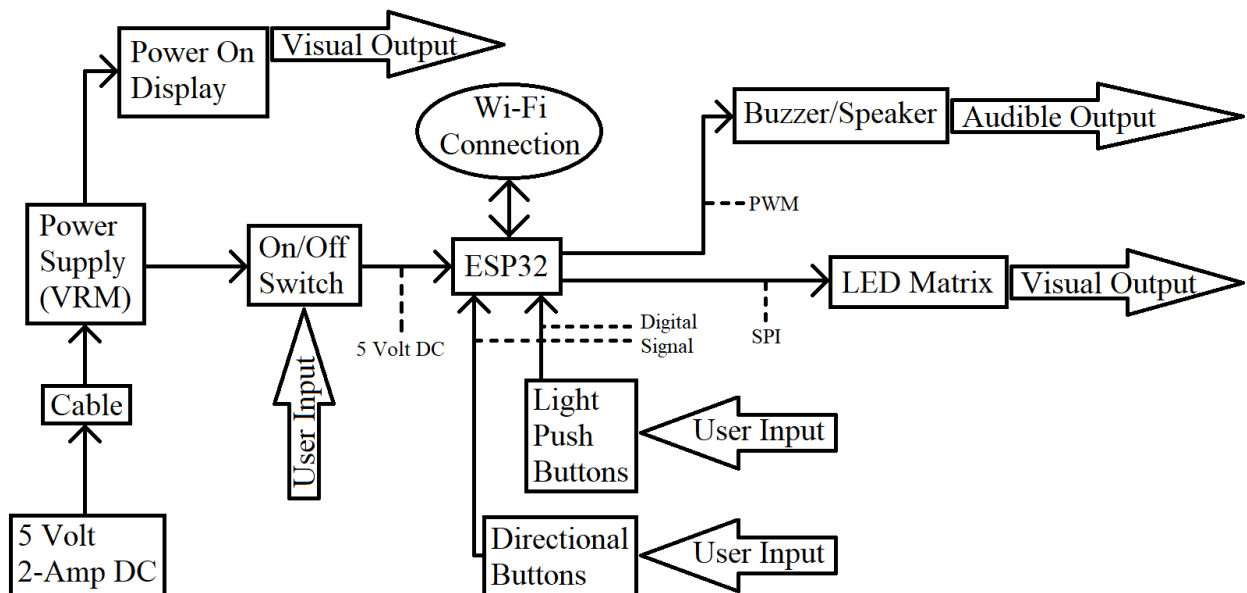 Power On
Display
Visual Output
Wi-Fi
Connection
Buzzer/Speaker
Audible Output
PWM
Power
Supply
(VRM)
On/Off
Switch
ESP32
LED Matrix
Visual Output
5 Volt DC
Digital
Signal
SPI
Cable
User Input
Light
Push
Buttons
User Input
5 Volt
2-Amp DC
Directional
Buttons
User Input